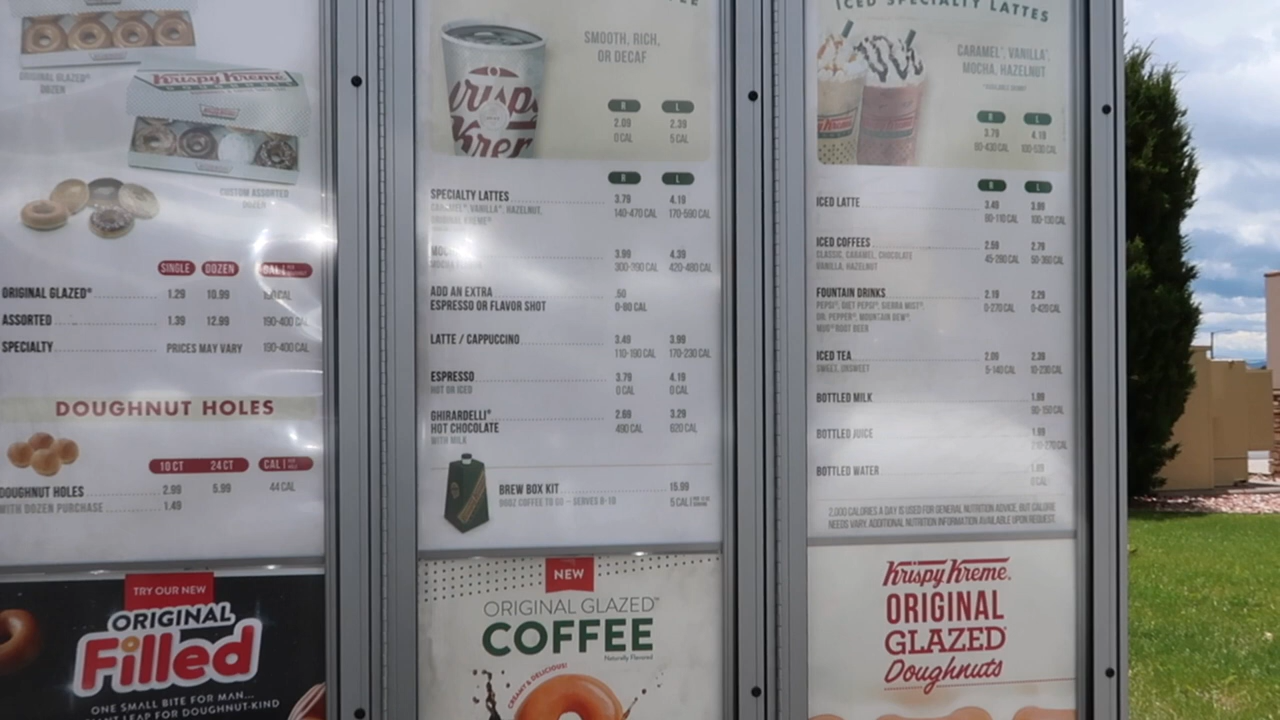 ORIGINAL GLAZED®
DOZEN
Krispy Kreme
CUSTOM ASSORTED
DOZEN
SINGLE DOZEN CAL
ORIGINAL GLAZED® 1.29 10.99 CAL
ASSORTED 1.39 12.99 190-400 CAL
SPECIALTY PRICES MAY VARY 190-400 CAL
DOUGHNUT HOLES
10 CT 24 CT CAL
DOUGHNUT HOLES 2.99 5.99 44 CAL
WITH DOZEN PURCHASE 1.49
TRY OUR NEW
ORIGINAL
Filled
ONE SMALL BITE FOR MAN...
LEAP FOR DOUGHNUT-KIND
SMOOTH, RICH,
OR DECAF
R L
2.09 2.39
0 CAL 5 CAL
R L
SPECIALTY LATTES 3.79 4.19
CARAMEL, VANILLA, HAZELNUT, 140-470 CAL 170-590 CAL
ORIGINAL KREME
3.99 4.39
300-390 CAL 420-480 CAL
ADD AN EXTRA .50
ESPRESSO OR FLAVOR SHOT 0-80 CAL
LATTE / CAPPUCCINO 3.49 3.99
110-190 CAL 170-230 CAL
ESPRESSO 3.79 4.19
HOT OR ICED 0 CAL 0 CAL
GHIRARDELLI® 2.69 3.29
HOT CHOCOLATE 490 CAL 620 CAL
WITH MILK
BREW BOX KIT 15.99
COFFEE TO GO – SERVES 8-10 5 CAL
NEW
ORIGINAL GLAZED™
COFFEE
Naturally Flavored
CREAMY & DELICIOUS!
ICED SPECIALTY LATTES
CARAMEL, VANILLA,
MOCHA, HAZELNUT
R L
3.79 4.19
100-530 CAL
R L
ICED LATTE 3.49 3.99
60-110 CAL 100-130 CAL
ICED COFFEES 2.69 2.79
CLASSIC, CARAMEL, CHOCOLATE 45-280 CAL 50-360 CAL
VANILLA, HAZELNUT
FOUNTAIN DRINKS 2.19 2.29
PEPSI®, DIET PEPSI®, SIERRA MIST®, 0-270 CAL 0-420 CAL
DR. PEPPER®, MOUNTAIN DEW®,
MUG® ROOT BEER
ICED TEA 2.09 2.39
SWEET, UNSWEET 5-140 CAL 10-230 CAL
BOTTLED MILK 1.99
90-150 CAL
BOTTLED JUICE 1.99
BOTTLED WATER 1.49
0 CAL
2,000 CALORIES A DAY IS USED FOR GENERAL NUTRITION ADVICE, BUT CALORIE
NEEDS VARY. ADDITIONAL NUTRITION INFORMATION AVAILABLE UPON REQUEST.
Krispy Kreme®
ORIGINAL
GLAZED®
Doughnuts